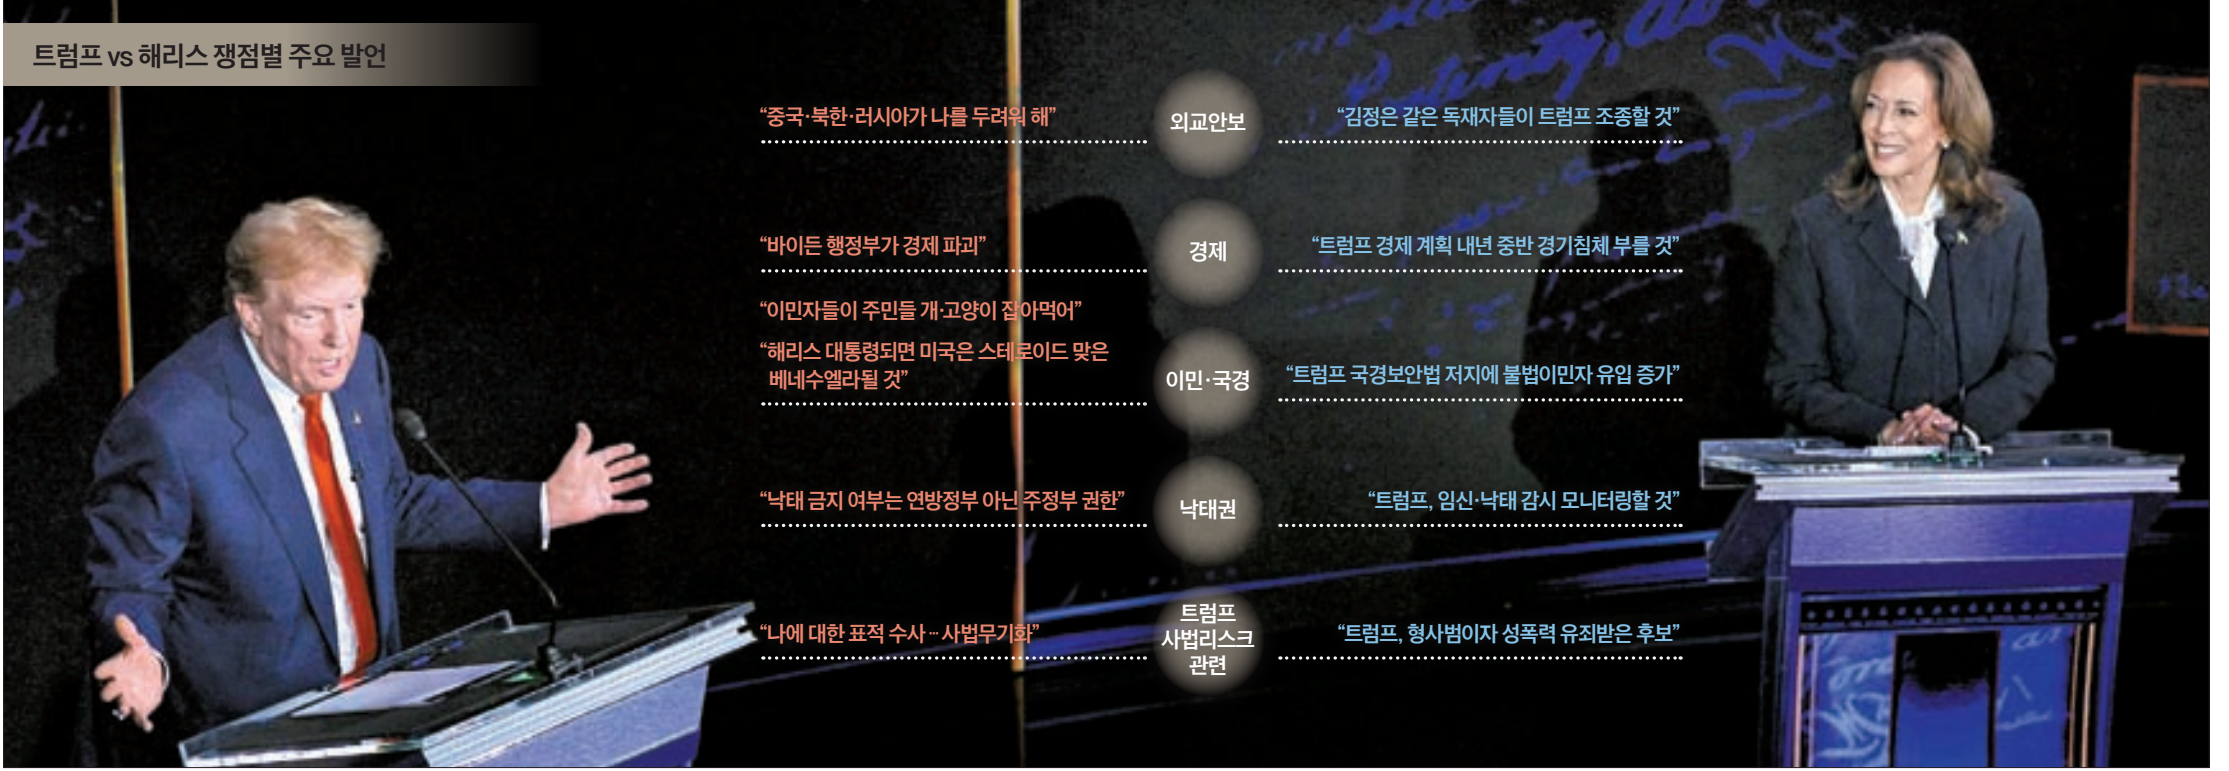 트럼프 vs 해리스 쟁점별 주요 발언
“중국·북한·러시아가 나를 두려워 해”
외교안보
“김정은 같은 독재자들이 트럼프 조종할 것”
“바이든 행정부가 경제 파괴”
경제
“트럼프 경제 계획 내년 중반 경기침체 부를 것”
“이민자들이 주민들 개·고양이 잡아먹어”
“해리스 대통령되면 미국은 스테로이드 맞은
베네수엘라될 것”
이민·국경
“트럼프 국경보안법 저지에 불법이민자 유입 증가”
“낙태 금지 여부는 연방정부 아닌 주정부 권한”
낙태권
“트럼프, 임신·낙태 감시 모니터링할 것”
“나에 대한 표적 수사…사법무기화”
트럼프
사법리스크
관련
“트럼프, 형사범이자 성폭력 유죄받은 후보”